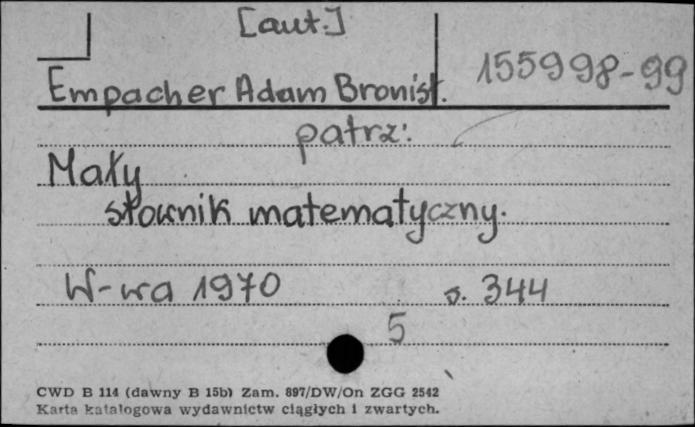 [aut.]
155998-99
Empacher Adam Bronist.
patrz:
Mały
słownik matematyczny.
W-wa 1970 s. 344
5
CWD B 114 (dawny B 15b) Zam. 897/DW/On ZGG 2542
Karta katalogowa wydawnictw ciągłych i zwartych.